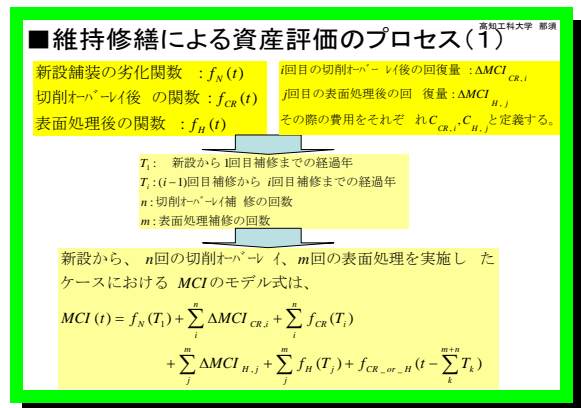 高知工科大学 那須
■維持修繕による資産評価のプロセス(1)
新設舗装の劣化関数 : f_N(t)
切削ｵｰﾊﾞｰﾚｲ後 の関数 : f_CR(t)
表面処理後の関数 : f_H(t)
i回目の切削ｵｰﾊﾞｰ ﾚｲ後の回復量 : ΔMCI_CR,i
j回目の表面処理後の回 復量 : ΔMCI_H,j
その際の費用をそれぞ れC_CR,i, C_H,jと定義する。
T_1: 新設から 1回目補修までの経過年
T_i : (i−1)回目補修から i回目補修までの経過年
n : 切削ｵｰﾊﾞｰﾚｲ補 修の回数
m : 表面処理補修の回数
新設から、 n回の切削ｵｰﾊﾞｰﾚ ｲ、m回の表面処理を実施し た
ケースにおける MCIのモデル式は、
MCI (t) = f_N(T_1) + ∑_i^n ΔMCI_CR,i + ∑_i^n f_CR(T_i)
+ ∑_j^m ΔMCI_H,j + ∑_j^m f_H(T_j) + f_CR_or_H(t − ∑_k^{m+n} T_k)